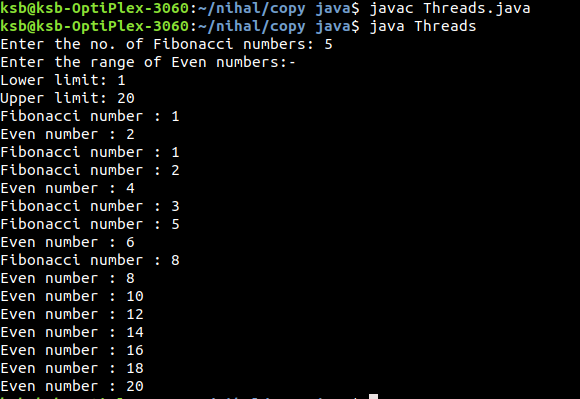 ksb@ksb-OptiPlex-3060:~/nihal/copy java$ javac Threads.java
ksb@ksb-OptiPlex-3060:~/nihal/copy java$ java Threads
Enter the no. of Fibonacci numbers: 5
Enter the range of Even numbers:-
Lower limit: 1
Upper limit: 20
Fibonacci number : 1
Even number : 2
Fibonacci number : 1
Fibonacci number : 2
Even number : 4
Fibonacci number : 3
Fibonacci number : 5
Even number : 6
Fibonacci number : 8
Even number : 8
Even number : 10
Even number : 12
Even number : 14
Even number : 16
Even number : 18
Even number : 20